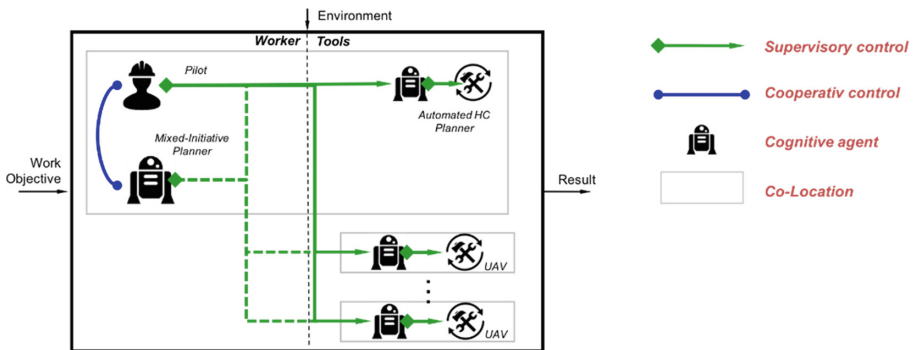 Environment
Worker Tools
Pilot
Mixed-Initiative
Planner
Automated HC
Planner
Work
Objective
Result
UAV
UAV
Supervisory control
Cooperativ control
Cognitive agent
Co-Location